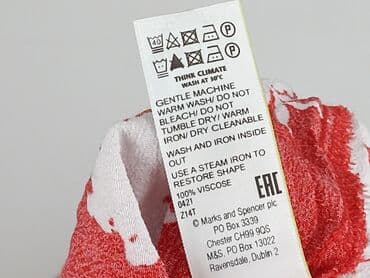 40 P
P
THINK CLIMATE
WASH AT 30°C
GENTLE MACHINE
WARM WASH/ DO NOT
BLEACH/ DO NOT
TUMBLE DRY/ WARM
IRON/ DRY CLEANABLE
WASH AND IRON INSIDE
OUT
USE A STEAM IRON TO
RESTORE SHAPE
100% VISCOSE
0421
Z14T
EAC
© Marks and Spencer plc
PO Box 3339
Chester CH99 9QS
M&S, PO Box 13022
Ravensdale, Dublin 2